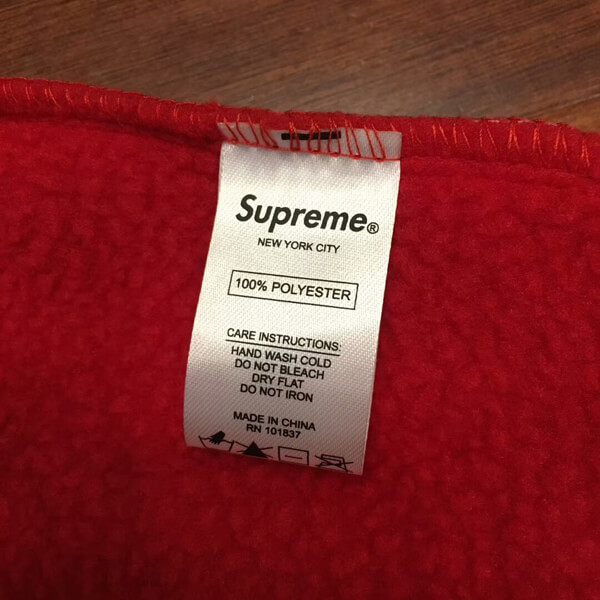 Supreme®
NEW YORK CITY
100% POLYESTER
CARE INSTRUCTIONS:
HAND WASH COLD
DO NOT BLEACH
DRY FLAT
DO NOT IRON
MADE IN CHINA
RN 101837